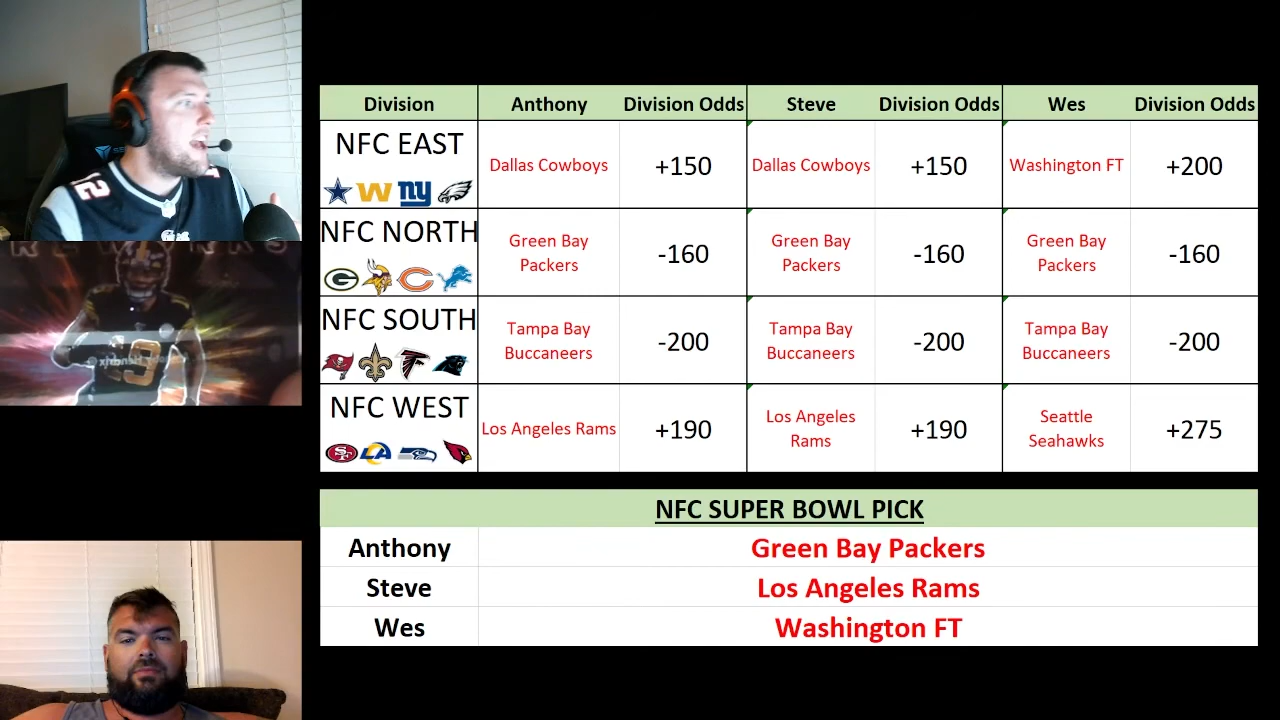 Division Anthony Division Odds Steve Division Odds Wes Division Odds
NFC EAST
Dallas Cowboys +150 Dallas Cowboys +150 Washington FT +200
W ny
NFC NORTH
Green Bay
Packers
-160
Green Bay
Packers
-160
Green Bay
Packers
-160
G C
NFC SOUTH
Tampa Bay
Buccaneers
-200
Tampa Bay
Buccaneers
-200
Tampa Bay
Buccaneers
-200
NFC WEST
Los Angeles Rams
+190
Los Angeles
Rams
+190
Seattle
Seahawks
+275
SF LA
NFC SUPER BOWL PICK
Anthony Green Bay Packers
Steve Los Angeles Rams
Wes Washington FT
12